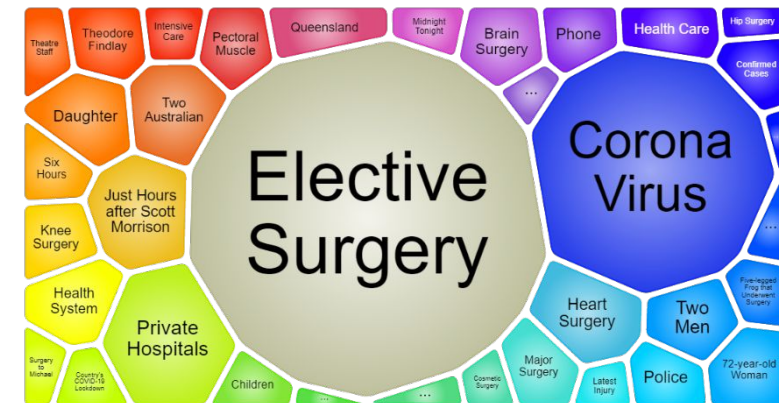 Theatre
Staff
Theodore
Findlay
Intensive
Care
Pectoral
Muscle
Queensland
Midnight
Tonight
Brain
Surgery
Phone
Health Care
Hip Surgery
Confirmed
Cases
...
Daughter
Two
Australian
Elective
Surgery
Corona
Virus
Six
Hours
Just Hours
after Scott
Morrison
Knee
Surgery
...
Health
System
Private
Hospitals
Heart
Surgery
Two
Men
Five-legged
Frog that
Underwent
Surgery
Surgery
to
Michael
Country's
COVID-19
Lockdown
Children
...
...
Cosmetic
Surgery
Major
Surgery
Latest
Injury
Police
72-year-old
Woman